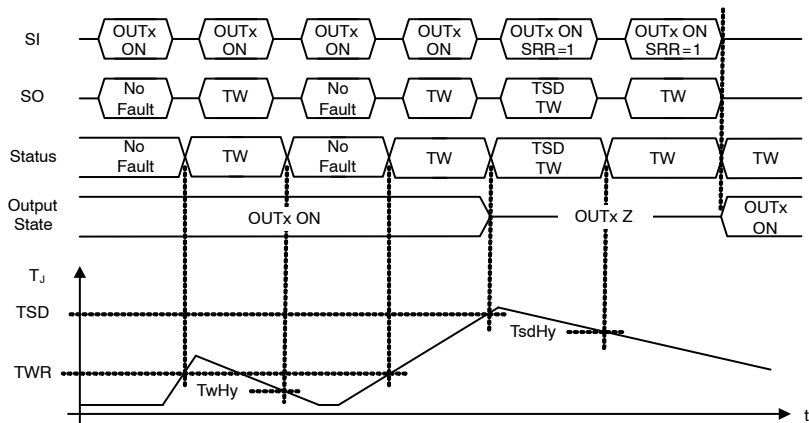 SI
OUTx
ON
OUTx
ON
OUTx
ON
OUTx
ON
OUTx ON
SRR=1
OUTx ON
SRR=1
SO
No
Fault
TW
No
Fault
TW
TSD
TW
TW
Status
No
Fault
TW
No
Fault
TW
TSD
TW
TW
TW
Output
State
OUTx ON
OUTx Z
OUTx
ON
TJ
TSD
TsdHy
TWR
TwHy
t